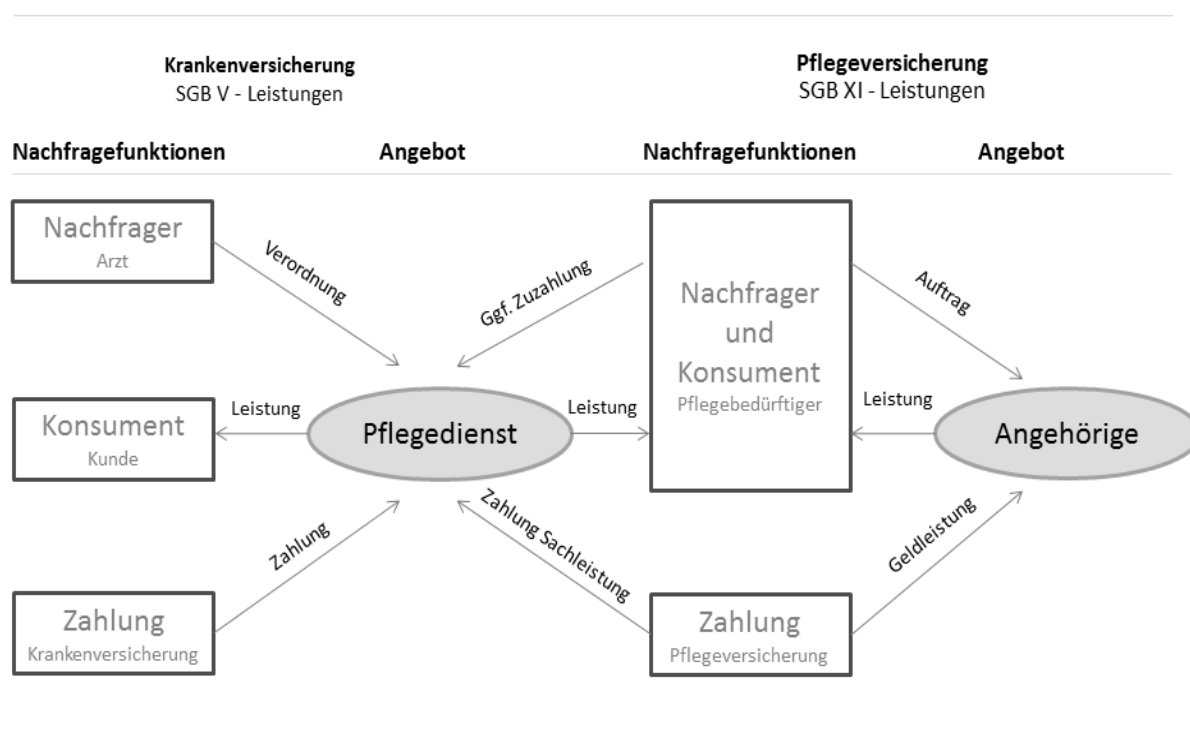 Krankenversicherung
SGB V - Leistungen
Pflegeversicherung
SGB XI - Leistungen
Nachfragefunktionen
Angebot
Nachfragefunktionen
Angebot
Nachfrager
Arzt
Verordnung
Ggf. Zuzahlung
Nachfrager
und
Konsument
Pflegebedürftiger
Auftrag
Konsument
Kunde
Leistung
Pflegedienst
Leistung
Leistung
Angehörige
Zahlung
Krankenversicherung
Zahlung
Zahlung Sachleistung
Zahlung
Pflegeversicherung
Geldleistung